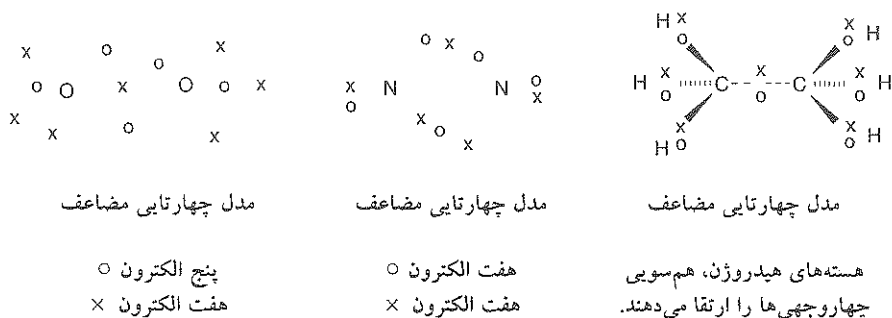 H x o x o H
H x o C x o C x o H
H x o x o H
مدل چهارتایی مضاعف
هسته‌های هیدروژن، هم‌سویی
چهاروجهی‌ها را ارتقا می‌دهند.
o x o
x o N N o x
x o x
مدل چهارتایی مضاعف
هفت الکترون o
هفت الکترون x
x o x
o
o O x O o x
x x o x
مدل چهارتایی مضاعف
پنج الکترون o
هفت الکترون x